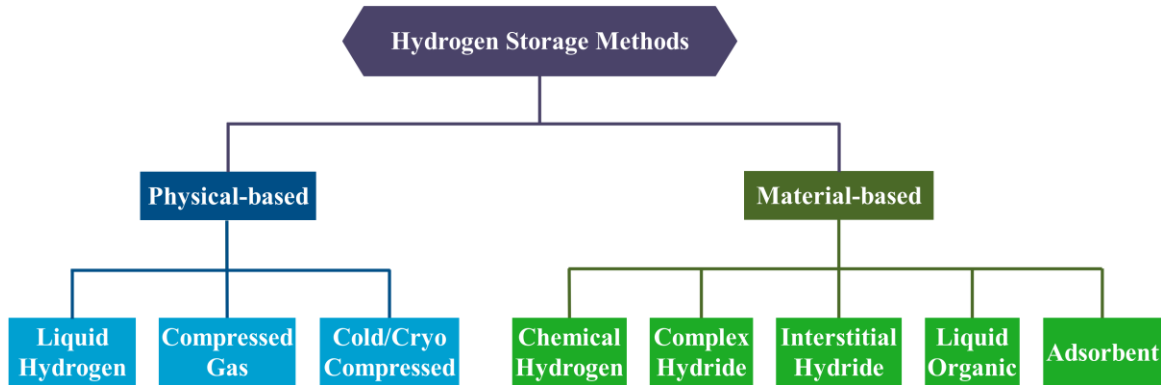 Hydrogen Storage Methods
Physical-based
Material-based
Liquid
Hydrogen
Compressed
Gas
Cold/Cryo
Compressed
Chemical
Hydrogen
Complex
Hydride
Interstitial
Hydride
Liquid
Organic
Adsorbent